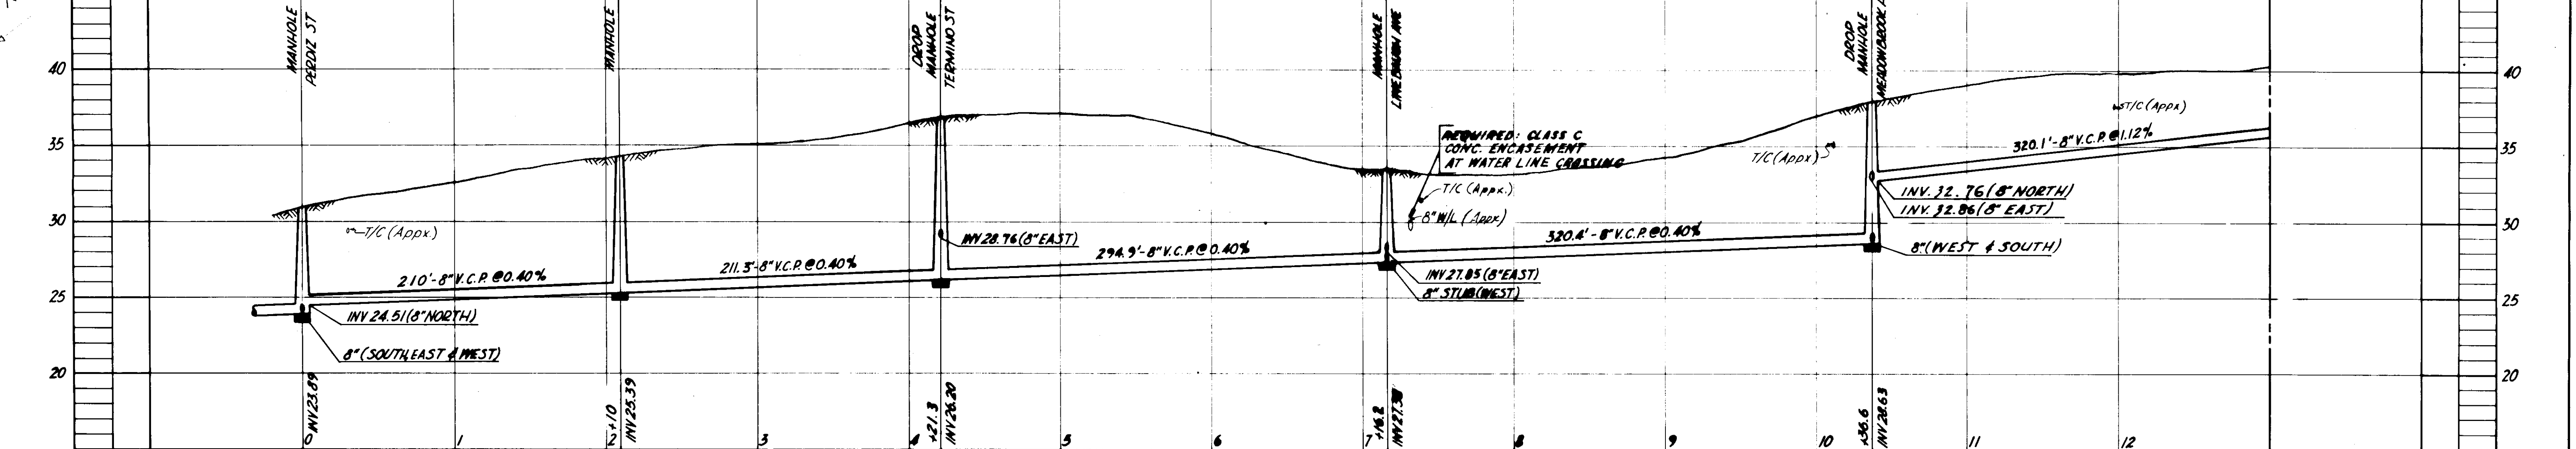 MANHOLE
PERDIZ ST
MANHOLE
DROP
MANHOLE
TERMINO ST
MANHOLE
LINEBAUGH AVE
DROP
MANHOLE
MEADOWBROOK
40
40
35
35
30
30
25
25
20
20
REQUIRED: CLASS C
CONC. ENCASEMENT
AT WATER LINE CROSSING
T/C (Appx.)
8" W/L (Appx)
T/C (Appx.)
T/C (Appx)
T/C (Appx)
210'-8" V.C.P. @ 0.40%
211.3'-8" V.C.P. @ 0.40%
294.9'-8" V.C.P. @ 0.40%
320.4'-8" V.C.P. @ 0.40%
320.1'-8" V.C.P. @ 1.12%
INV 24.51 (8" NORTH)
8" (SOUTH, EAST & WEST)
INV 28.76 (8" EAST)
INV 27.85 (8" EAST)
8" STUB (WEST)
INV. 32.76 (8" NORTH)
INV. 32.86 (8" EAST)
8" (WEST & SOUTH)
INV 23.89
2+10
INV 25.39
+21.3
INV 26.20
+16.2
INV 27.38
+36.6
INV 28.63
0 1 2 3 4 5 6 7 8 9 10 11 12